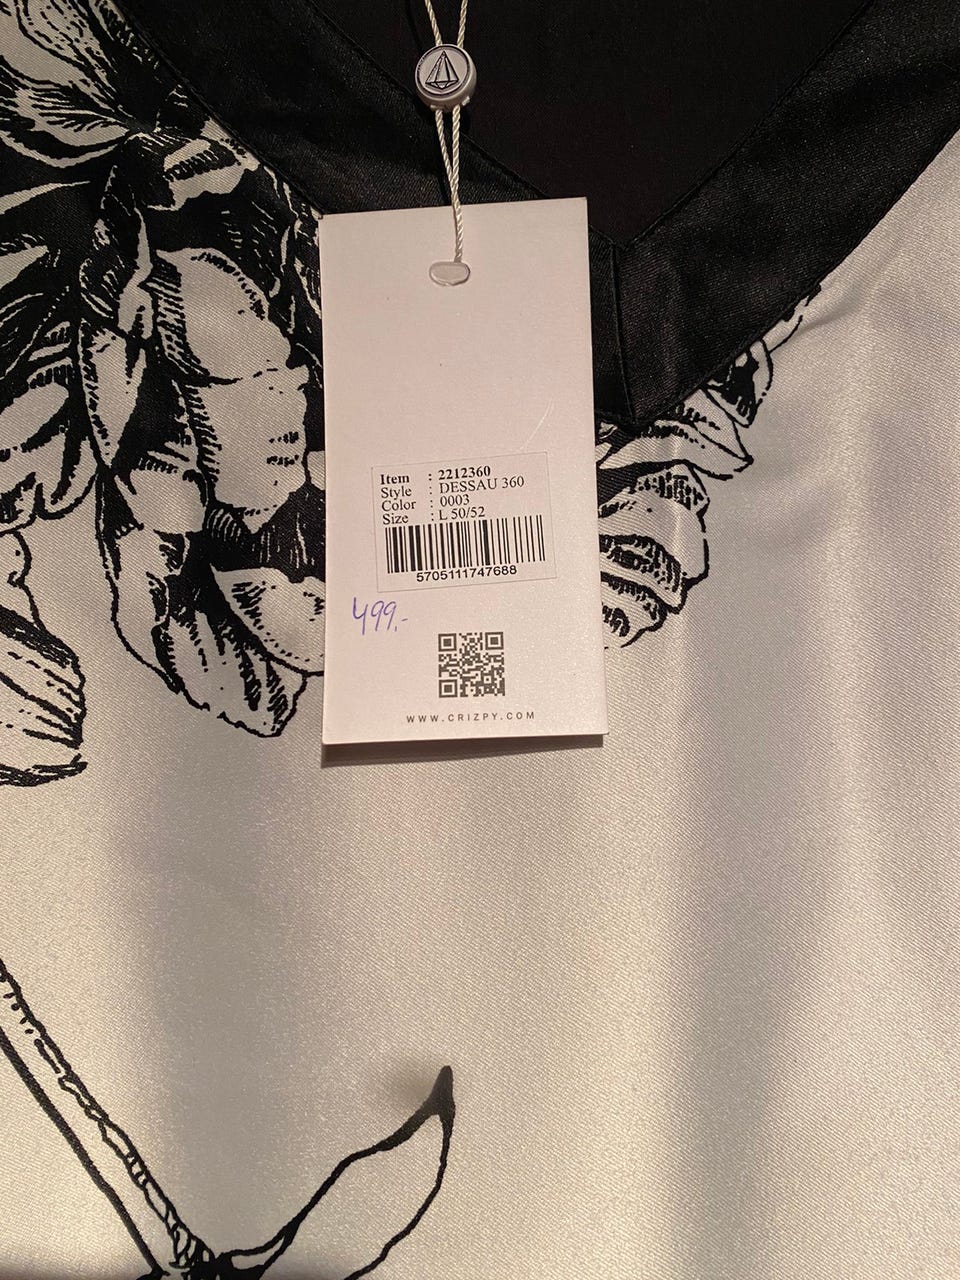 Item : 2212360
Style : DESSAU 360
Color : 0003
Size : L 50/52
5705111747688
499,-
WWW.CRIZPY.COM